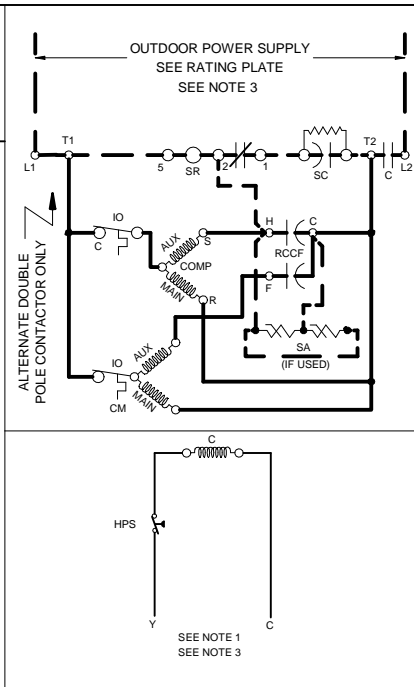 OUTDOOR POWER SUPPLY
SEE RATING PLATE
SEE NOTE 3
L1
T1
5
SR
2
1
SC
T2
C
L2
ALTERNATE DOUBLE
POLE CONTACTOR ONLY
IO
C
AUX
S
COMP
MAIN
R
H
C
RCCF
F
SA
(IF USED)
IO
CM
AUX
MAIN
C
HPS
Y
C
SEE NOTE 1
SEE NOTE 3